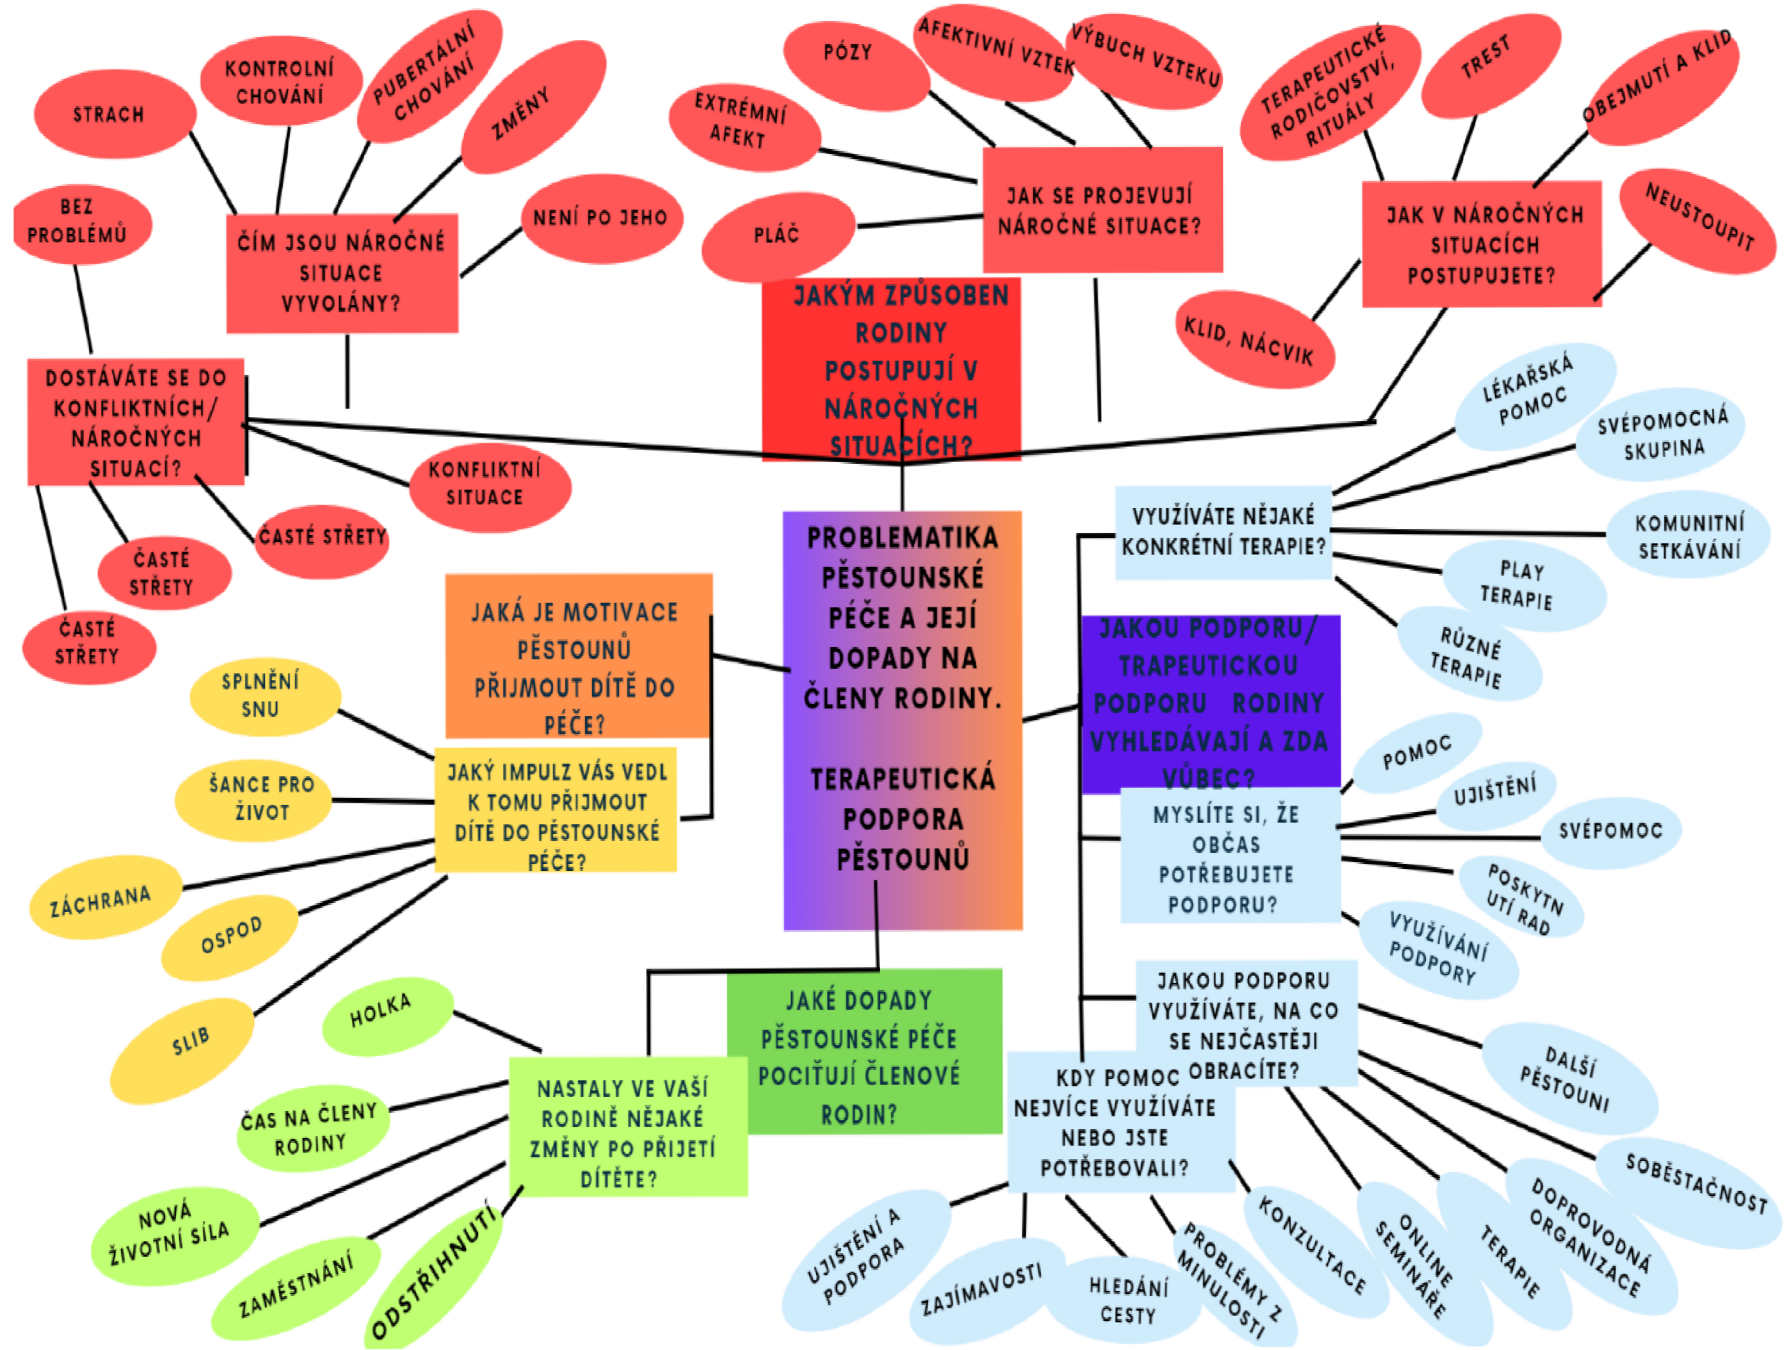 STRACH
KONTROLNÍ
CHOVÁNÍ
PUBERTÁLNÍ
CHOVÁNÍ
ZMĚNY
NENÍ PO JEHO
ČÍM JSOU NÁROČNÉ
SITUACE
VYVOLÁNY?
BEZ
PROBLÉMŮ
DOSTÁVÁTE SE DO
KONFLIKTNÍCH/
NÁROČNÝCH
SITUACÍ?
KONFLIKTNÍ
SITUACE
ČASTÉ STŘETY
ČASTÉ
STŘETY
ČASTÉ
STŘETY
PÓZY
AFEKTIVNÍ VZTEK
VÝBUCH VZTEKU
EXTRÉMNÍ
AFEKT
PLÁČ
JAK SE PROJEVUJÍ
NÁROČNÉ SITUACE?
TERAPEUTICKÉ
RODIČOVSTVÍ,
RITUÁLY
TREST
OBEJMUTÍ A KLID
NEUSTOUPIT
KLID, NÁCVIK
JAK V NÁROČNÝCH
SITUACÍCH
POSTUPUJETE?
JAKÝM ZPŮSOBEN
RODINY
POSTUPUJÍ V
NÁROČNÝCH
SITUACÍCH?
PROBLEMATIKA
PĚSTOUNSKÉ
PÉČE A JEJÍ
DOPADY NA
ČLENY RODINY.
TERAPEUTICKÁ
PODPORA
PĚSTOUNŮ
JAKÁ JE MOTIVACE
PĚSTOUNŮ
PŘIJMOUT DÍTĚ DO
PÉČE?
JAKÝ IMPULZ VÁS VEDL
K TOMU PŘIJMOUT
DÍTĚ DO PĚSTOUNSKÉ
PÉČE?
SPLNĚNÍ
SNU
ŠANCE PRO
ŽIVOT
ZÁCHRANA
OSPOD
SLIB
JAKÉ DOPADY
PĚSTOUNSKÉ PÉČE
POCIŤUJÍ ČLENOVÉ
RODIN?
NASTALY VE VAŠÍ
RODINĚ NĚJAKÉ
ZMĚNY PO PŘIJETÍ
DÍTĚTE?
HOLKA
ČAS NA ČLENY
RODINY
NOVÁ
ŽIVOTNÍ SÍLA
ZAMĚSTNÁNÍ
ODSTŘIHNUTÍ
JAKOU PODPORU/
TRAPEUTICKOU
PODPORU RODINY
VYHLEDÁVAJÍ A ZDA
VŮBEC?
VYUŽÍVÁTE NĚJAKÉ
KONKRÉTNÍ TERAPIE?
LÉKAŘSKÁ
POMOC
SVÉPOMOCNÁ
SKUPINA
KOMUNITNÍ
SETKÁVÁNÍ
PLAY
TERAPIE
RŮZNÉ
TERAPIE
MYSLÍTE SI, ŽE
OBČAS
POTŘEBUJETE
PODPORU?
POMOC
UJIŠTĚNÍ
SVÉPOMOC
POSKYTN
UTÍ RAD
VYUŽÍVÁNÍ
PODPORY
JAKOU PODPORU
VYUŽÍVÁTE, NA CO
SE NEJČASTĚJI
OBRACÍTE?
DALŠÍ
PĚSTOUNI
SOBĚSTAČNOST
DOPROVODNÁ
ORGANIZACE
TERAPIE
ONLINE
SEMINÁŘE
KDY POMOC
NEJVÍCE VYUŽÍVÁTE
NEBO JSTE
POTŘEBOVALI?
UJIŠTĚNÍ A
PODPORA
ZAJÍMAVOSTI
HLEDÁNÍ
CESTY
PROBLÉMY Z
MINULOSTI
KONZULTACE